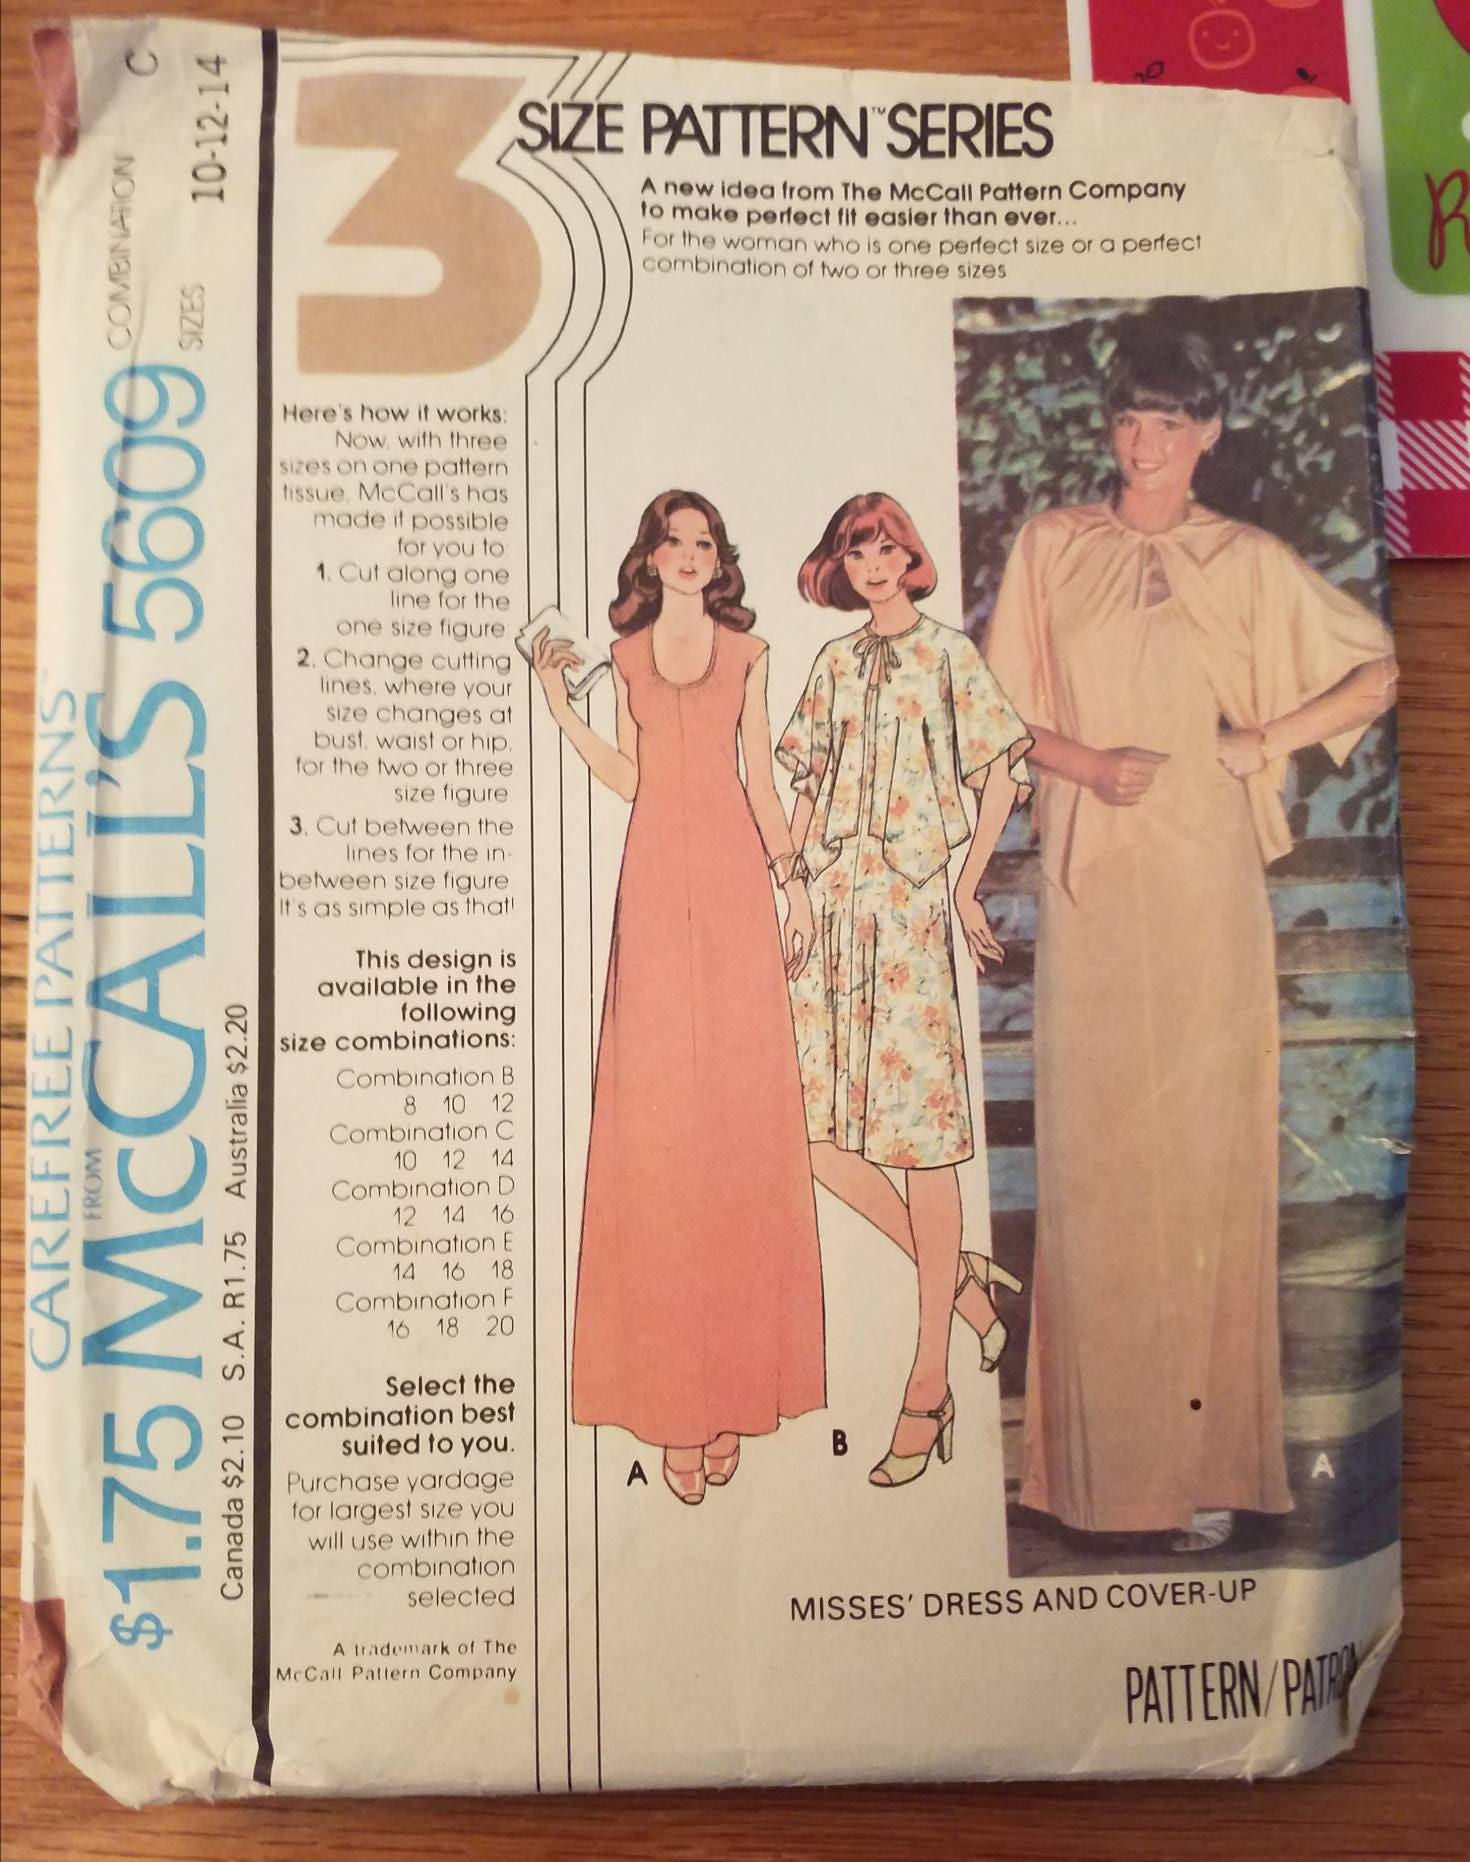 CAREFREE PATTERNS™
FROM
$1.75 McCALL'S 5609
COMBINATION C
SIZES 10-12-14
Canada $2.10 S.A. R1.75 Australia $2.20
3 SIZE PATTERN™ SERIES
A new idea from The McCall Pattern Company
to make perfect fit easier than ever...
For the woman who is one perfect size or a perfect
combination of two or three sizes
Here's how it works:
Now, with three
sizes on one pattern
tissue, McCall's has
made it possible
for you to
1. Cut along one
line for the
one size figure
2. Change cutting
lines, where your
size changes at
bust, waist or hip,
for the two or three
size figure
3. Cut between the
lines for the in-
between size figure
It's as simple as that!
This design is
available in the
following
size combinations:
Combination B
8 10 12
Combination C
10 12 14
Combination D
12 14 16
Combination E
14 16 18
Combination F
16 18 20
Select the
combination best
suited to you.
Purchase yardage
for largest size you
will use within the
combination
selected
A trademark of The
McCall Pattern Company
A
B
A
MISSES' DRESS AND COVER-UP
PATTERN/PATRON
R